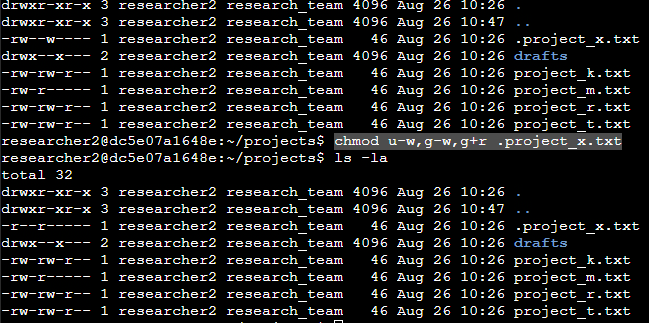 drwxr-xr-x 3 researcher2 research_team 4096 Aug 26 10:26 .
drwxr-xr-x 3 researcher2 research_team 4096 Aug 26 10:47 ..
-rw--w---- 1 researcher2 research_team   46 Aug 26 10:26 .project_x.txt
drwx--x--- 2 researcher2 research_team 4096 Aug 26 10:26 drafts
-rw-rw-r-- 1 researcher2 research_team   46 Aug 26 10:26 project_k.txt
-rw-r----- 1 researcher2 research_team   46 Aug 26 10:26 project_m.txt
-rw-rw-r-- 1 researcher2 research_team   46 Aug 26 10:26 project_r.txt
-rw-rw-r-- 1 researcher2 research_team   46 Aug 26 10:26 project_t.txt
researcher2@dc5e07a1648e:~/projects$ chmod u-w,g-w,g+r .project_x.txt
researcher2@dc5e07a1648e:~/projects$ ls -la
total 32
drwxr-xr-x 3 researcher2 research_team 4096 Aug 26 10:26 .
drwxr-xr-x 3 researcher2 research_team 4096 Aug 26 10:47 ..
-r--r----- 1 researcher2 research_team   46 Aug 26 10:26 .project_x.txt
drwx--x--- 2 researcher2 research_team 4096 Aug 26 10:26 drafts
-rw-rw-r-- 1 researcher2 research_team   46 Aug 26 10:26 project_k.txt
-rw-r----- 1 researcher2 research_team   46 Aug 26 10:26 project_m.txt
-rw-rw-r-- 1 researcher2 research_team   46 Aug 26 10:26 project_r.txt
-rw-rw-r-- 1 researcher2 research_team   46 Aug 26 10:26 project_t.txt